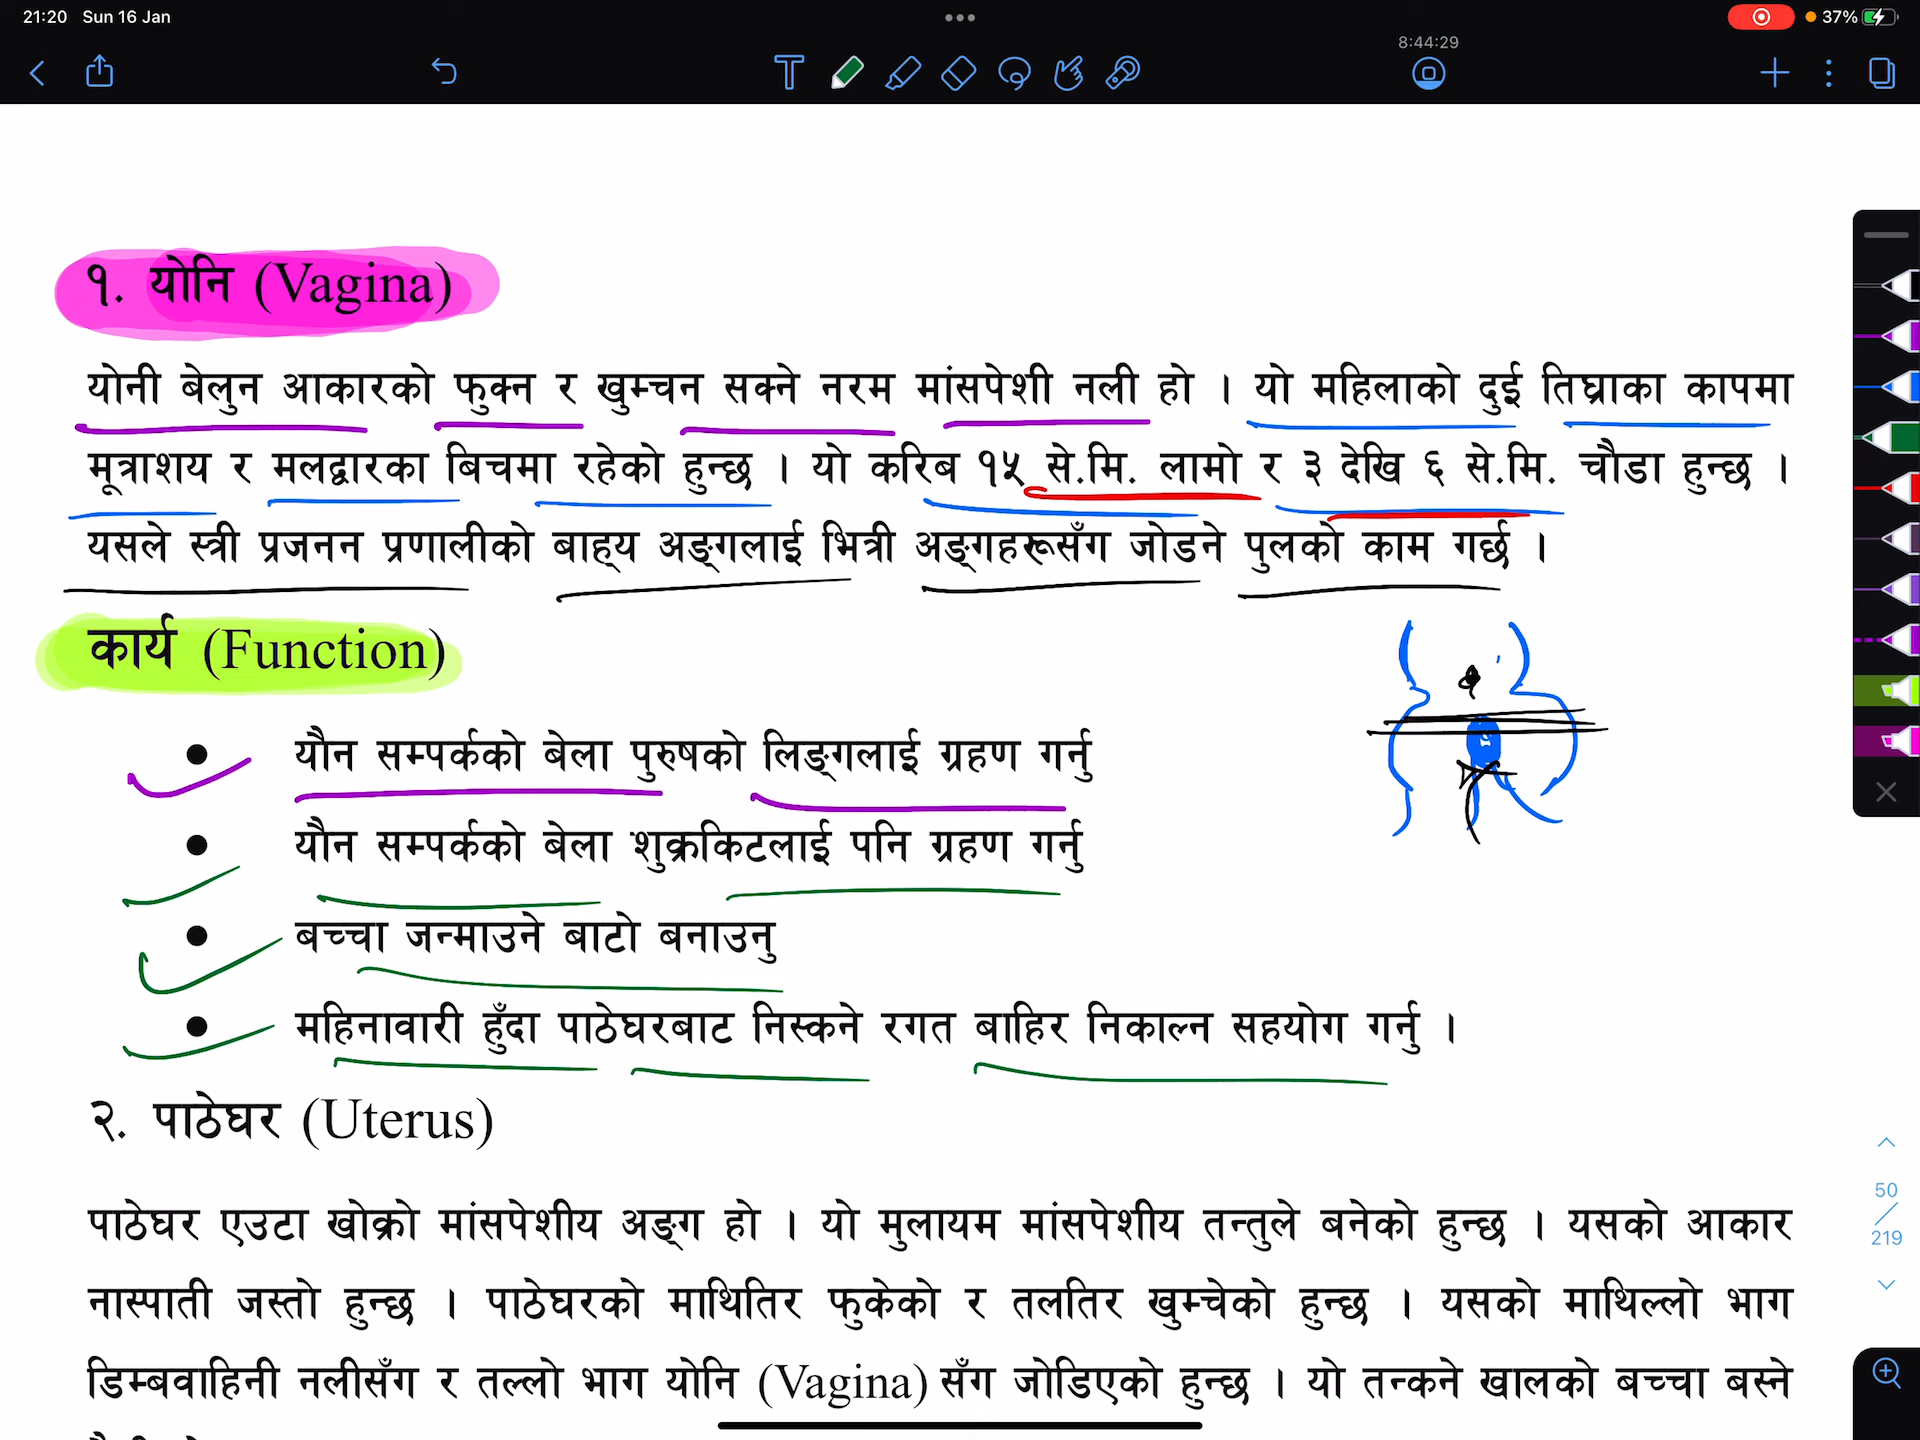 21:20 Sun 16 Jan
37%
8:44:29
१. योनि (Vagina)
योनी बेलुन आकारको फुक्न र खुम्चन सक्ने नरम मांसपेशी नली हो । यो महिलाको दुई तिघ्राका कापमा
मूत्राशय र मलद्वारका बिचमा रहेको हुन्छ । यो करिब १५ से.मि. लामो र ३ देखि ६ से.मि. चौडा हुन्छ ।
यसले स्त्री प्रजनन प्रणालीको बाह्य अङ्गलाई भित्री अङ्गहरूसँग जोडने पुलको काम गर्छ ।
कार्य (Function)
● यौन सम्पर्कको बेला पुरुषको लिङ्गलाई ग्रहण गर्नु
● यौन सम्पर्कको बेला शुक्रकिटलाई पनि ग्रहण गर्नु
● बच्चा जन्माउने बाटो बनाउनु
● महिनावारी हुँदा पाठेघरबाट निस्कने रगत बाहिर निकाल्न सहयोग गर्नु ।
२. पाठेघर (Uterus)
पाठेघर एउटा खोक्रो मांसपेशीय अङ्ग हो । यो मुलायम मांसपेशीय तन्तुले बनेको हुन्छ । यसको आकार
नास्पाती जस्तो हुन्छ । पाठेघरको माथितिर फुकेको र तलतिर खुम्चेको हुन्छ । यसको माथिल्लो भाग
डिम्बवाहिनी नलीसँग र तल्लो भाग योनि (Vagina) सँग जोडिएको हुन्छ । यो तन्कने खालको बच्चा बस्ने
50
/
219